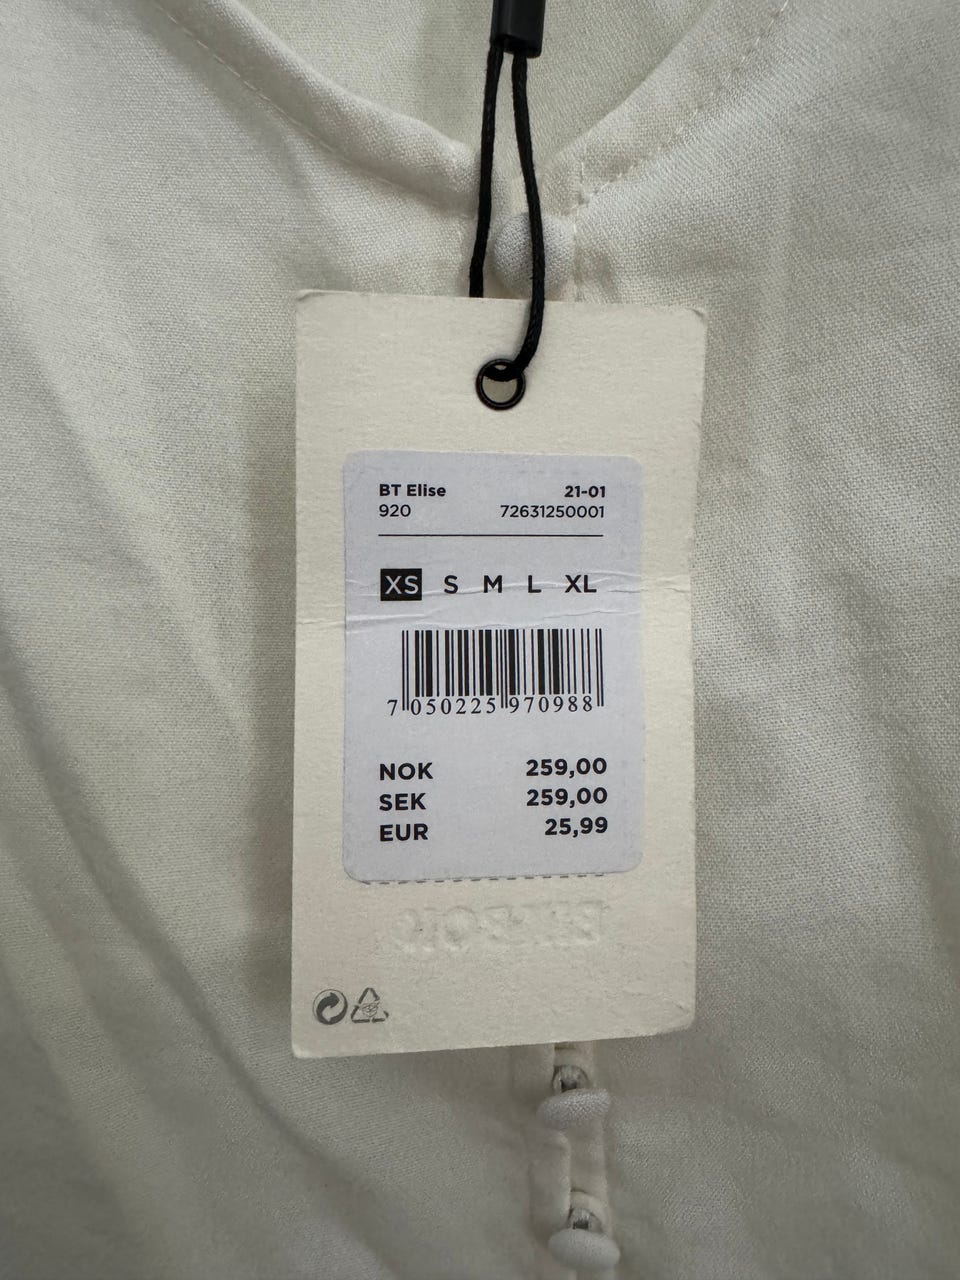 BT Elise 21-01
920 72631250001
XS S M L XL
7 050225 970988
NOK 259,00
SEK 259,00
EUR 25,99